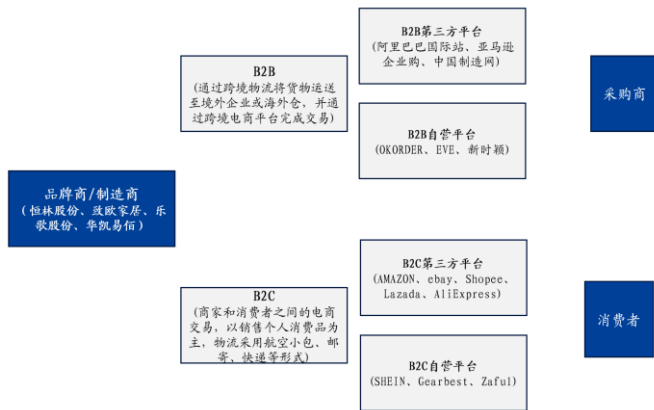 品牌商/制造商
(恒林股份、致欧家居、乐
歌股份、华凯易佰)
B2B
(通过跨境物流将货物运送
至境外企业或海外仓，并通
过跨境电商平台完成交易)
B2B第三方平台
(阿里巴巴国际站、亚马逊
企业购、中国制造网)
B2B自营平台
(OKORDER、EVE、新时颖)
采购商
B2C
(商家和消费者之间的电商
交易，以销售个人消费品为
主，物流采用航空小包、邮
寄、快递等形式)
B2C第三方平台
(AMAZON、ebay、Shopee、
Lazada、AliExpress)
B2C自营平台
(SHEIN、Gearbest、Zaful)
消费者